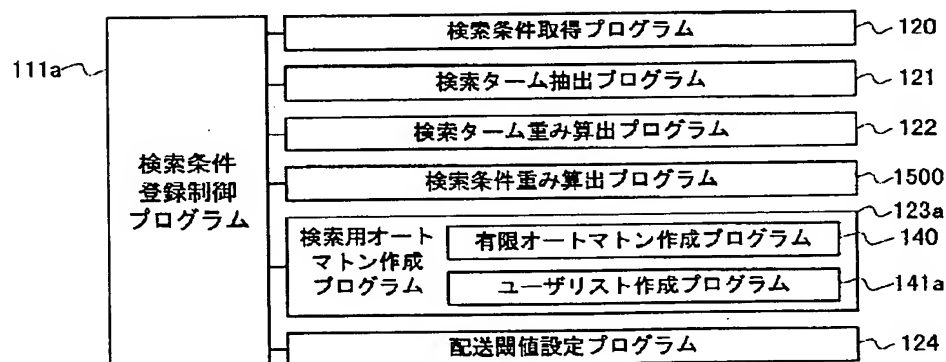 111a
検索条件
登録制御
プログラム
検索条件取得プログラム
120
検索ターム抽出プログラム
121
検索ターム重み算出プログラム
122
検索条件重み算出プログラム
1500
123a
検索用オート
マトン作成
プログラム
有限オートマトン作成プログラム
140
ユーザリスト作成プログラム
141a
配送閾値設定プログラム
124